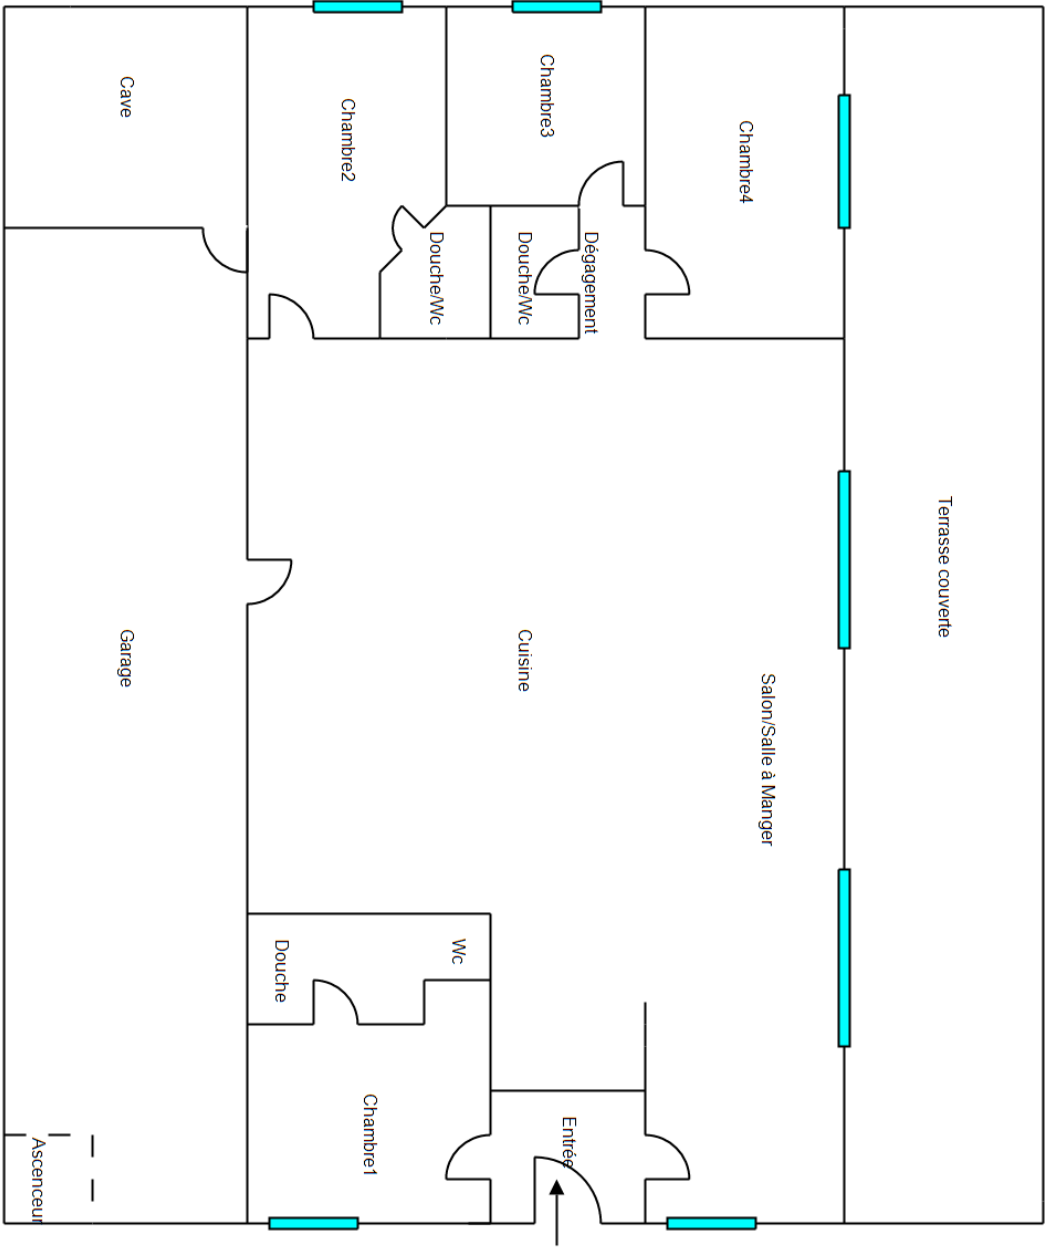 Cave
Chambre2
Chambre3
Chambre4
Douche/Wc
Douche/Wc
Dégagement
Terrasse couverte
Garage
Cuisine
Salon/Salle à Manger
Douche
Wc
Chambre1
Entrée
Ascenceur